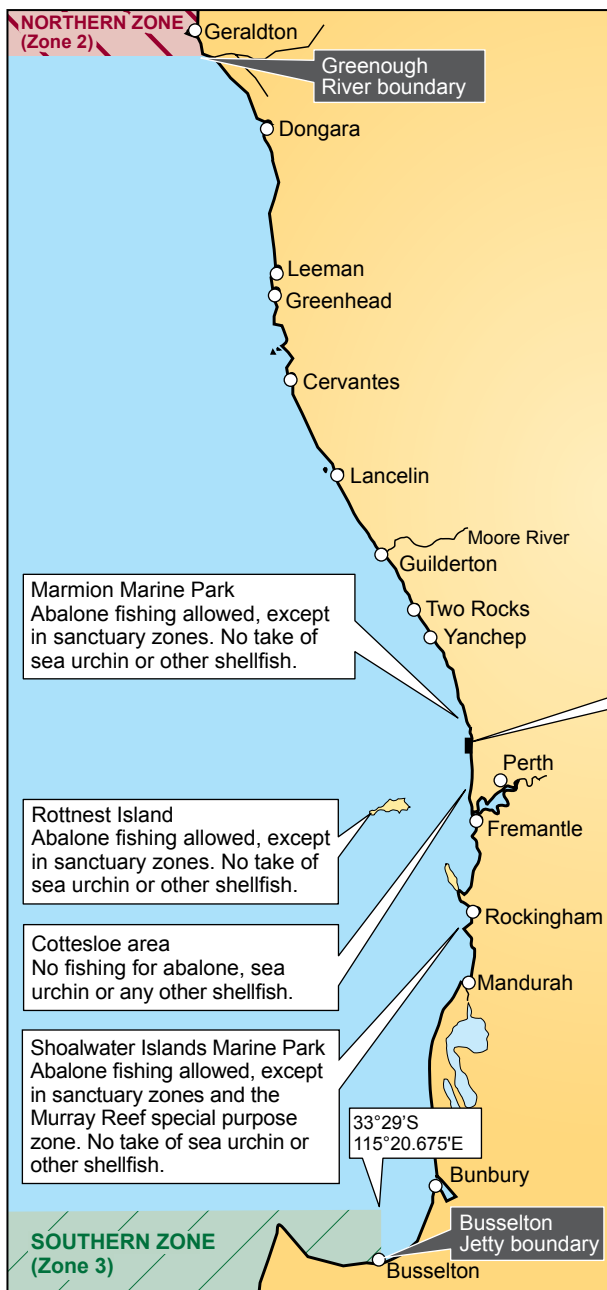 NORTHERN ZONE
(Zone 2)
Geraldton
Greenough
River boundary
Dongara
Leeman
Greenhead
Cervantes
Lancelin
Moore River
Guilderton
Marmion Marine Park
Abalone fishing allowed, except
in sanctuary zones. No take of
sea urchin or other shellfish.
Two Rocks
Yanchep
Perth
Rottnest Island
Abalone fishing allowed, except
in sanctuary zones. No take of
sea urchin or other shellfish.
Fremantle
Rockingham
Cottesloe area
No fishing for abalone, sea
urchin or any other shellfish.
Mandurah
Shoalwater Islands Marine Park
Abalone fishing allowed, except
in sanctuary zones and the
Murray Reef special purpose
zone. No take of sea urchin or
other shellfish.
33°29'S
115°20.675'E
Bunbury
Busselton
Jetty boundary
SOUTHERN ZONE
(Zone 3)
Busselton